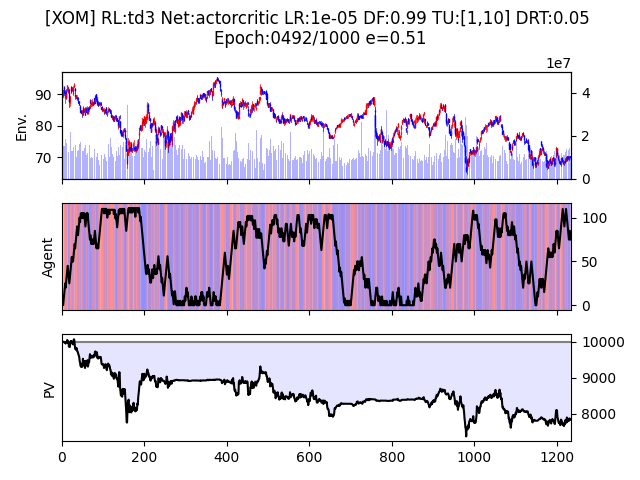 [XOM] RL:td3 Net:actorcritic LR:1e-05 DF:0.99 TU:[1,10] DRT:0.05
Epoch:0492/1000 e=0.51
1e7
Env.
90
80
70
4
2
0
Agent
100
50
0
PV
10000
9000
8000
0 200 400 600 800 1000 1200